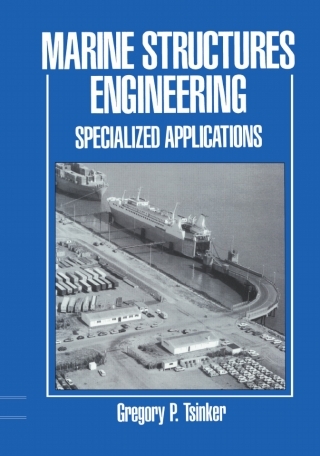 MARINE STRUCTURES
ENGINEERING
SPECIALIZED APPLICATIONS
Gregory P. Tsinker